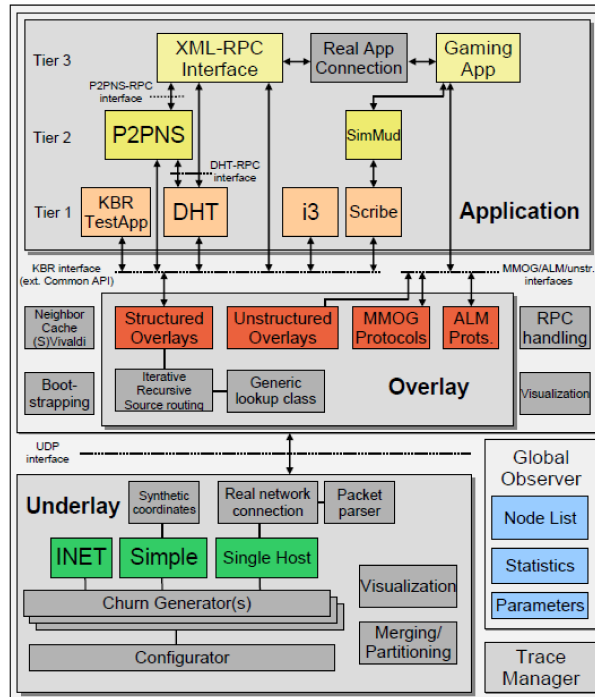 Tier 3
XML-RPC
Interface
Real App
Connection
Gaming
App
P2PNS-RPC
interface
Tier 2
P2PNS
SimMud
DHT-RPC
interface
Tier 1
KBR
TestApp
DHT
i3
Scribe
Application
KBR interface
(ext. Common API)
MMOG/ALM/unstr.
interfaces
Neighbor
Cache
(S)Vivaldi
Structured
Overlays
Unstructured
Overlays
MMOG
Protocols
ALM
Prots.
RPC
handling
Boot-
strapping
Iterative
Recursive
Source routing
Generic
lookup class
Overlay
Visualization
UDP
interface
Underlay
Synthetic
coordinates
Real network
connection
Packet
parser
INET
Simple
Single Host
Visualization
Churn Generator(s)
Merging/
Partitioning
Configurator
Global
Observer
Node List
Statistics
Parameters
Trace
Manager